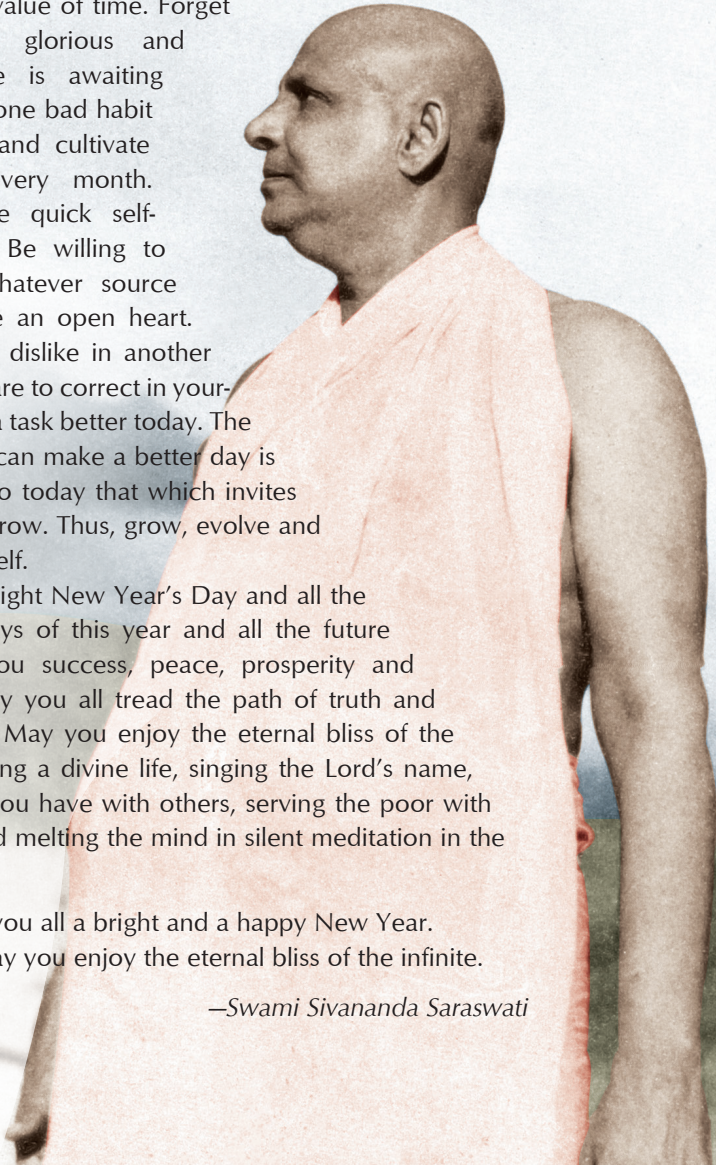 value of time. Forget
glorious and
is awaiting
one bad habit
and cultivate
very month.
quick self-
Be willing to
hatever source
an open heart.
dislike in another
are to correct in your-
task better today. The
can make a better day is
today that which invites
row. Thus, grow, evolve and
elf.
ight New Year's Day and all the
ys of this year and all the future
ou success, peace, prosperity and
y you all tread the path of truth and
May you enjoy the eternal bliss of the
ng a divine life, singing the Lord's name,
ou have with others, serving the poor with
d melting the mind in silent meditation in the
you all a bright and a happy New Year.
ay you enjoy the eternal bliss of the infinite.
—Swami Sivananda Saraswati